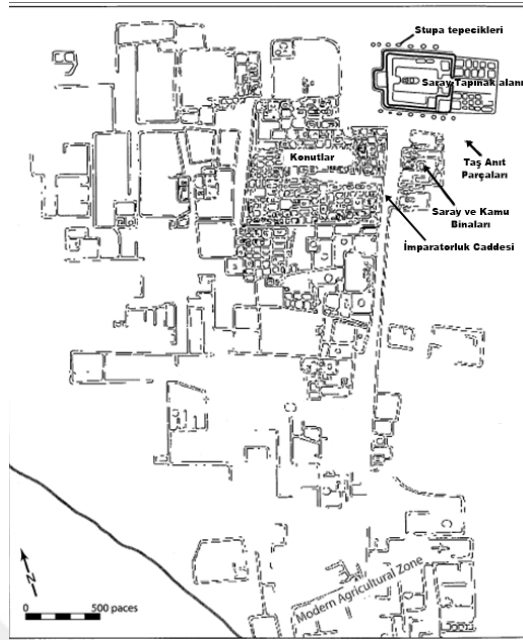 Stupa tepecikleri
Saray Tapınak alanı
Konutlar
Taş Anıt
Parçaları
Saray ve Kamu
Binaları
İmparatorluk Caddesi
Modern Agricultural Zone
N
0 500 paces